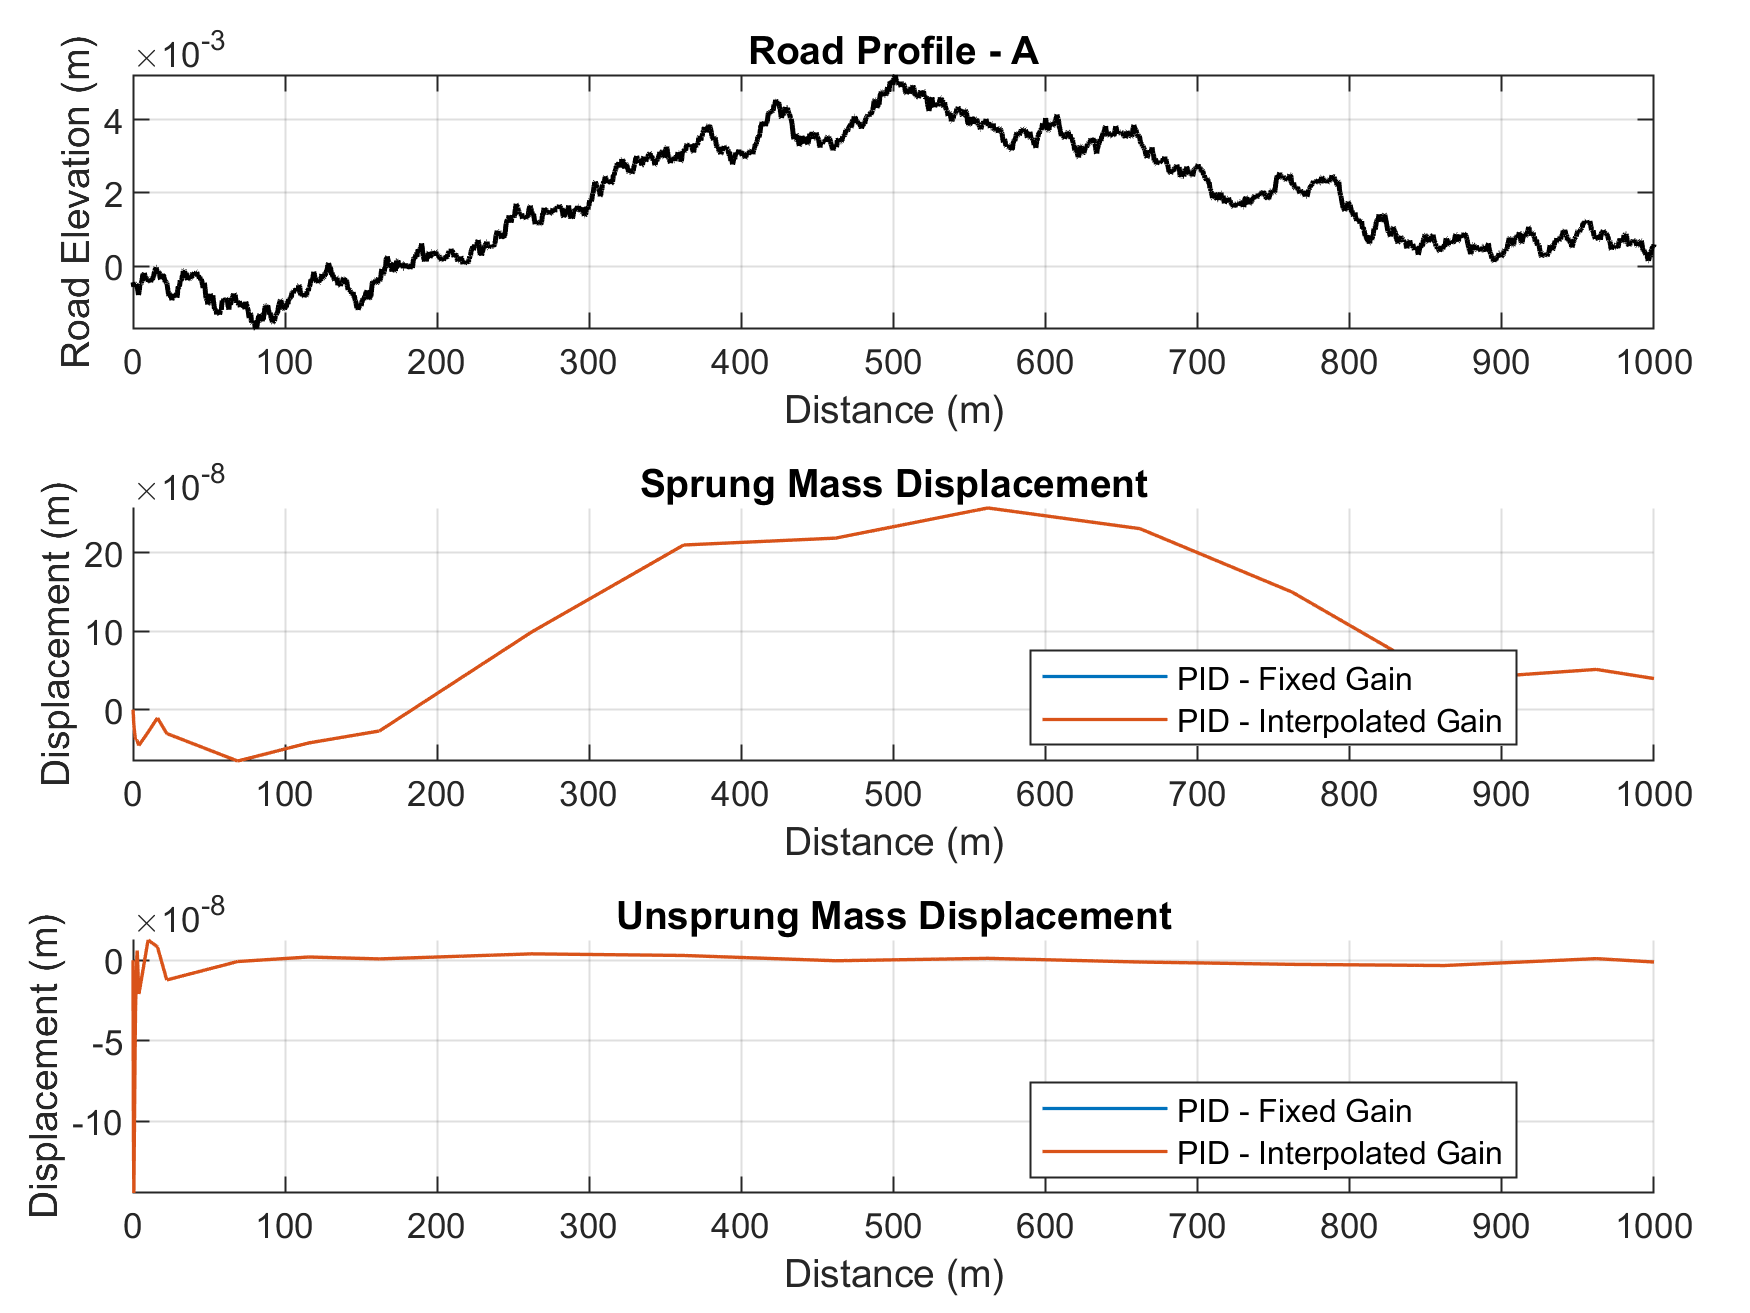 Road Profile - A
×10-3
Road Elevation (m)
4
2
0
0 100 200 300 400 500 600 700 800 900 1000
Distance (m)
Sprung Mass Displacement
×10-8
Displacement (m)
20
10
0
PID - Fixed Gain
PID - Interpolated Gain
0 100 200 300 400 500 600 700 800 900 1000
Distance (m)
Unsprung Mass Displacement
×10-8
Displacement (m)
0
-5
-10
PID - Fixed Gain
PID - Interpolated Gain
0 100 200 300 400 500 600 700 800 900 1000
Distance (m)